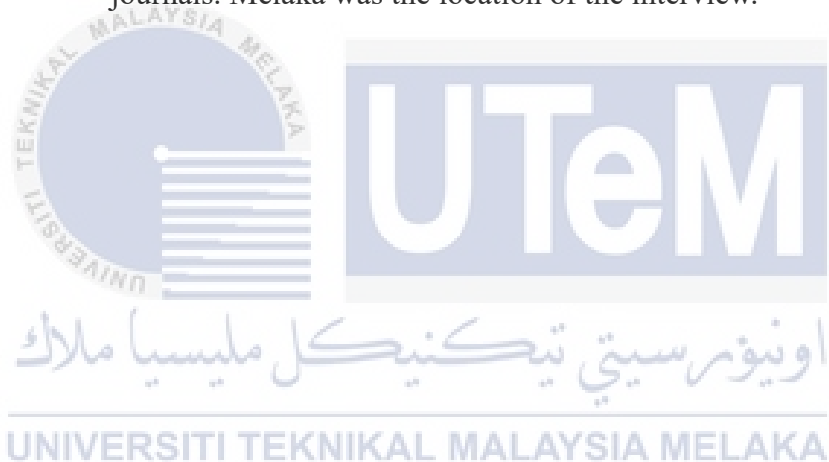 journals. Melaka was the location of the interview.
UNIVERSITI TEKNIKAL MALAYSIA MELAKA
UTeM
اونيۏرسيتي تيكنيكل مليسيا ملاك
UNIVERSITI TEKNIKAL MALAYSIA MELAKA